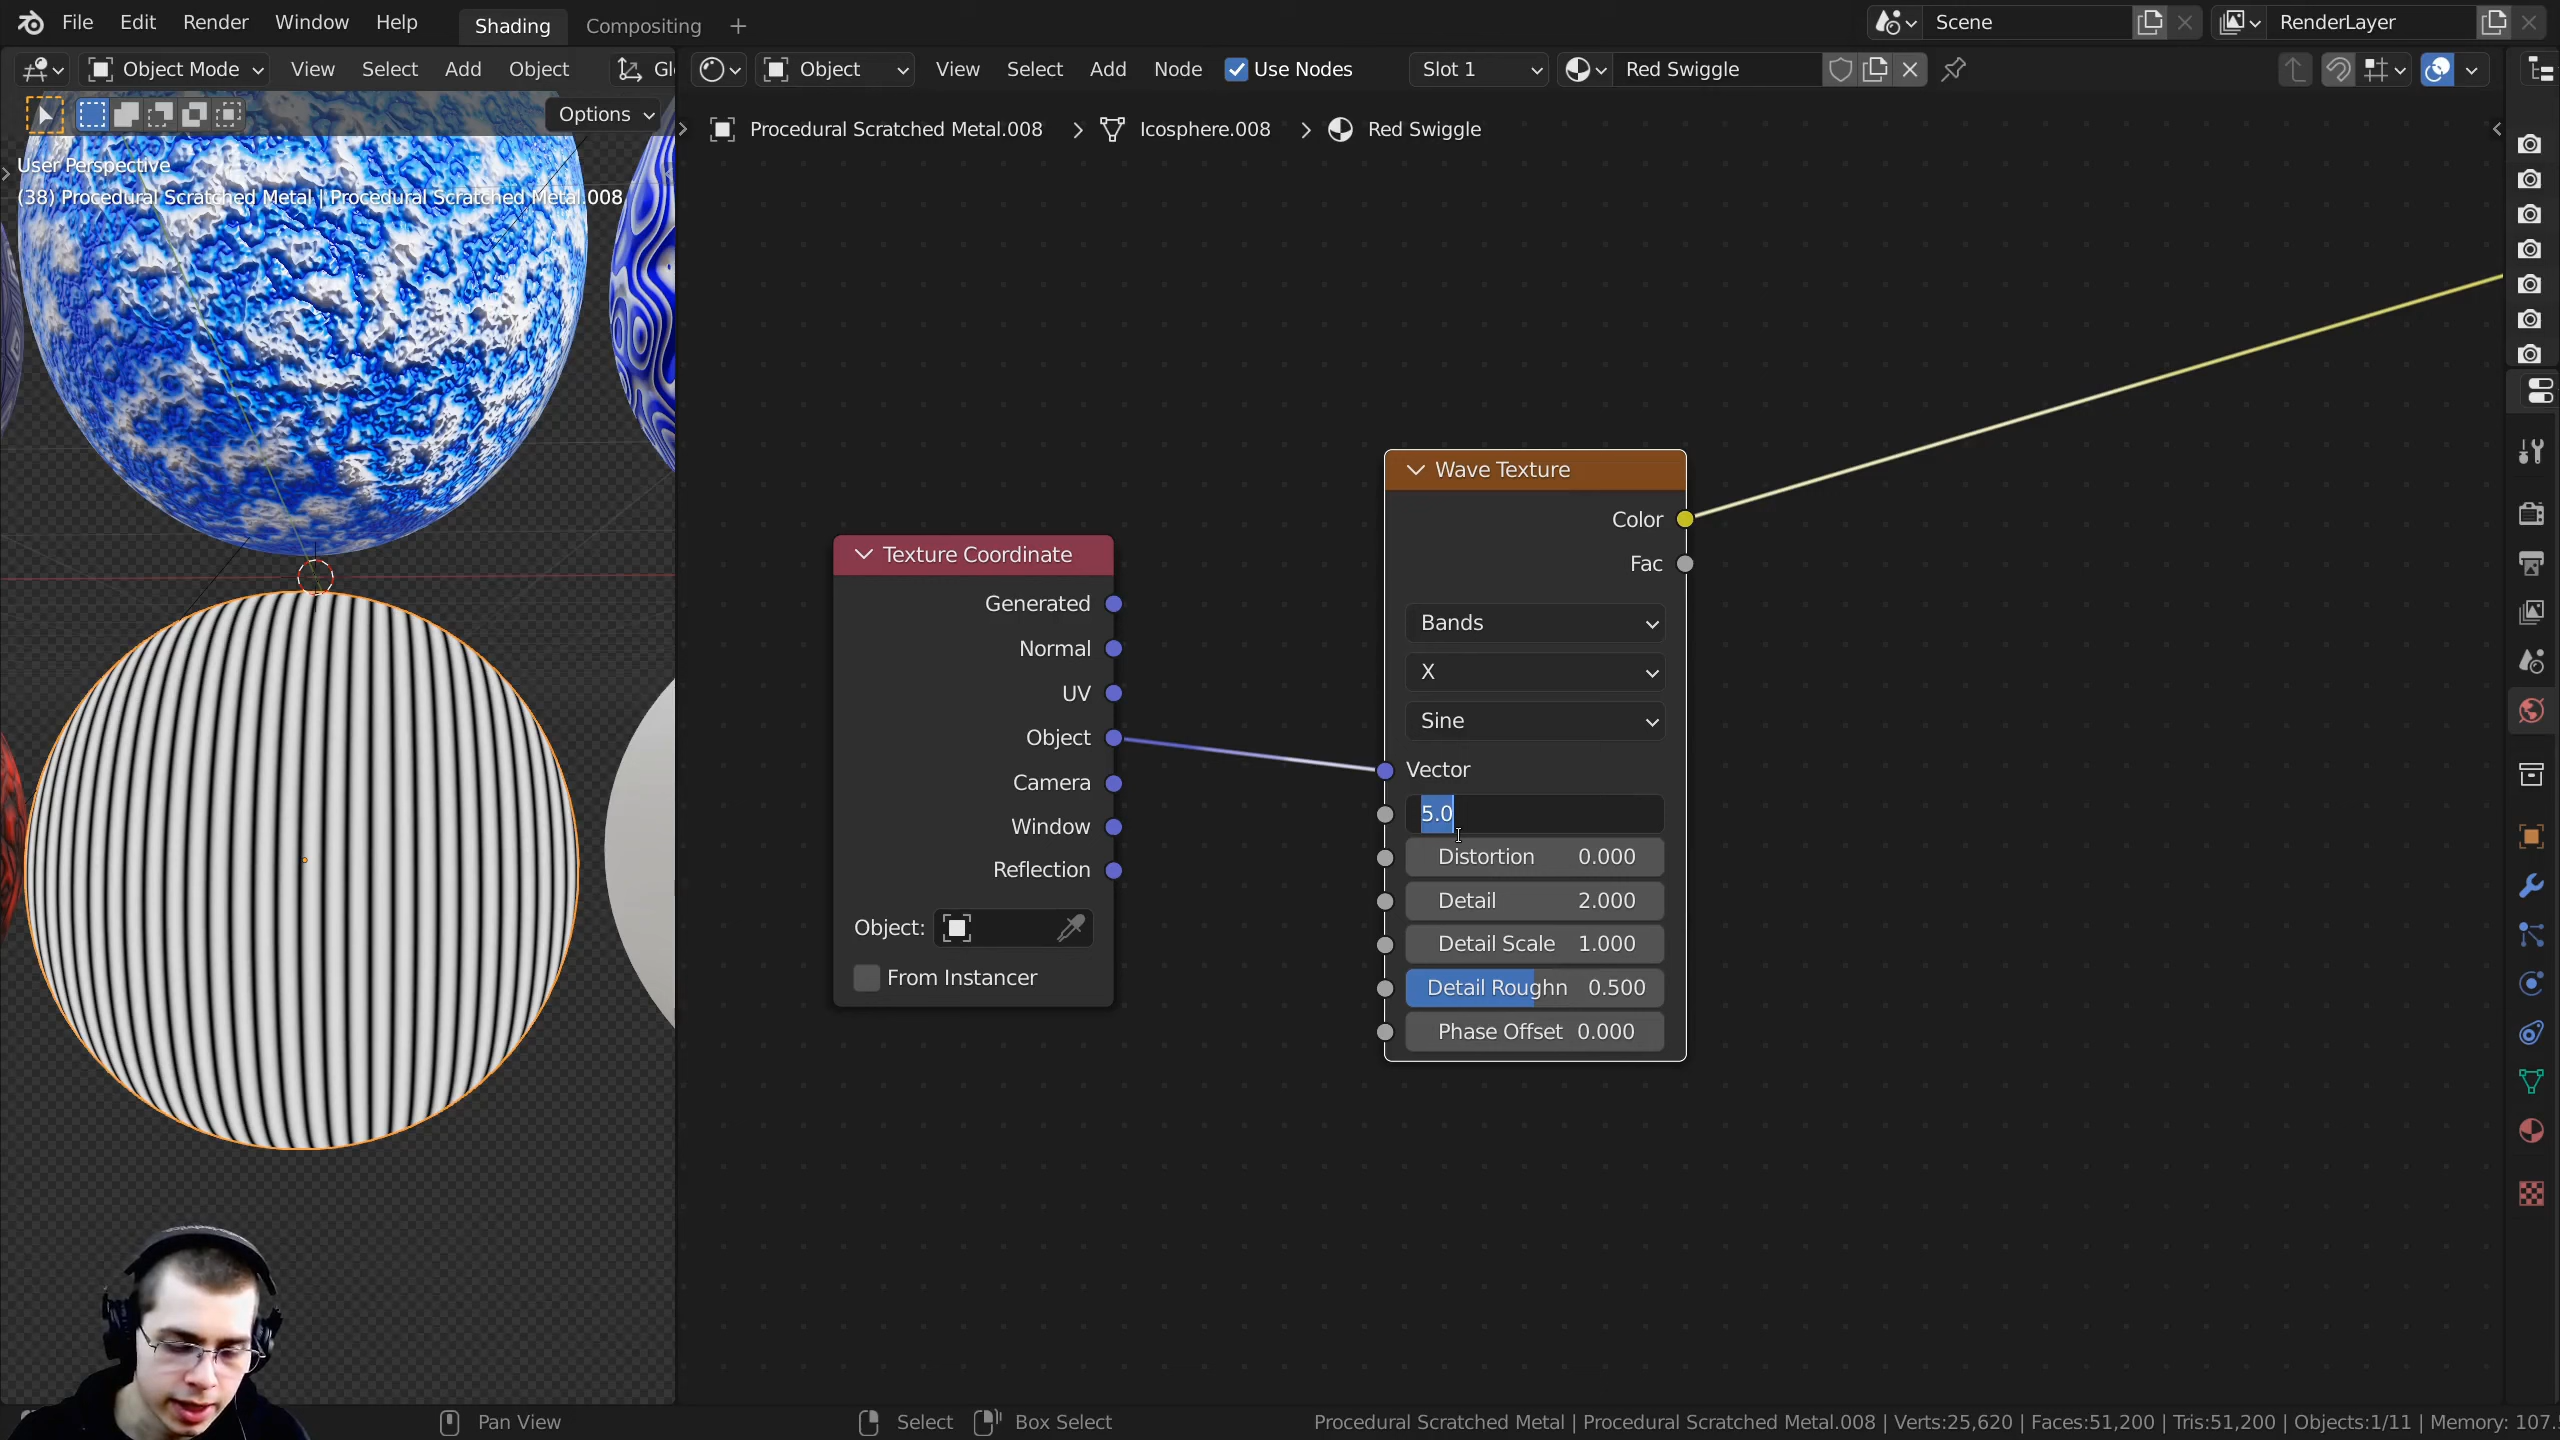 File Edit Render Window Help Shading Compositing + Scene RenderLayer
Object Mode View Select Add Object Gl Object View Select Add Node Use Nodes Slot 1 Red Swiggle
Options
Procedural Scratched Metal.008 > Icosphere.008 > Red Swiggle
User Perspective
(38) Procedural Scratched Metal | Procedural Scratched Metal.008
Wave Texture
Color
Fac
Bands
X
Sine
Vector
5.0
Distortion 0.000
Detail 2.000
Detail Scale 1.000
Detail Roughn 0.500
Phase Offset 0.000
Texture Coordinate
Generated
Normal
UV
Object
Camera
Window
Reflection
Object:
From Instancer
Pan View Select Box Select Procedural Scratched Metal | Procedural Scratched Metal.008 | Verts:25,620 | Faces:51,200 | Tris:51,200 | Objects:1/11 | Memory: 107.